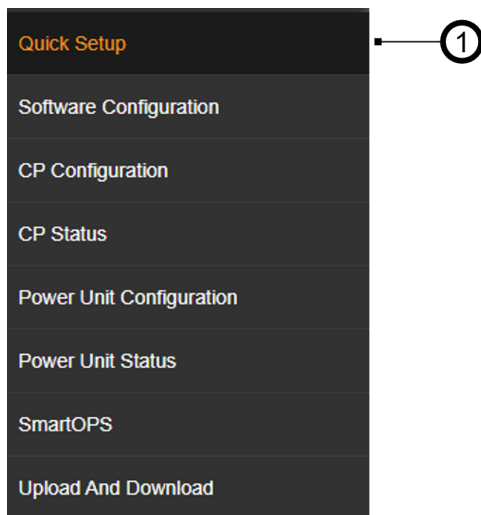 Quick Setup
1
Software Configuration
CP Configuration
CP Status
Power Unit Configuration
Power Unit Status
SmartOPS
Upload And Download